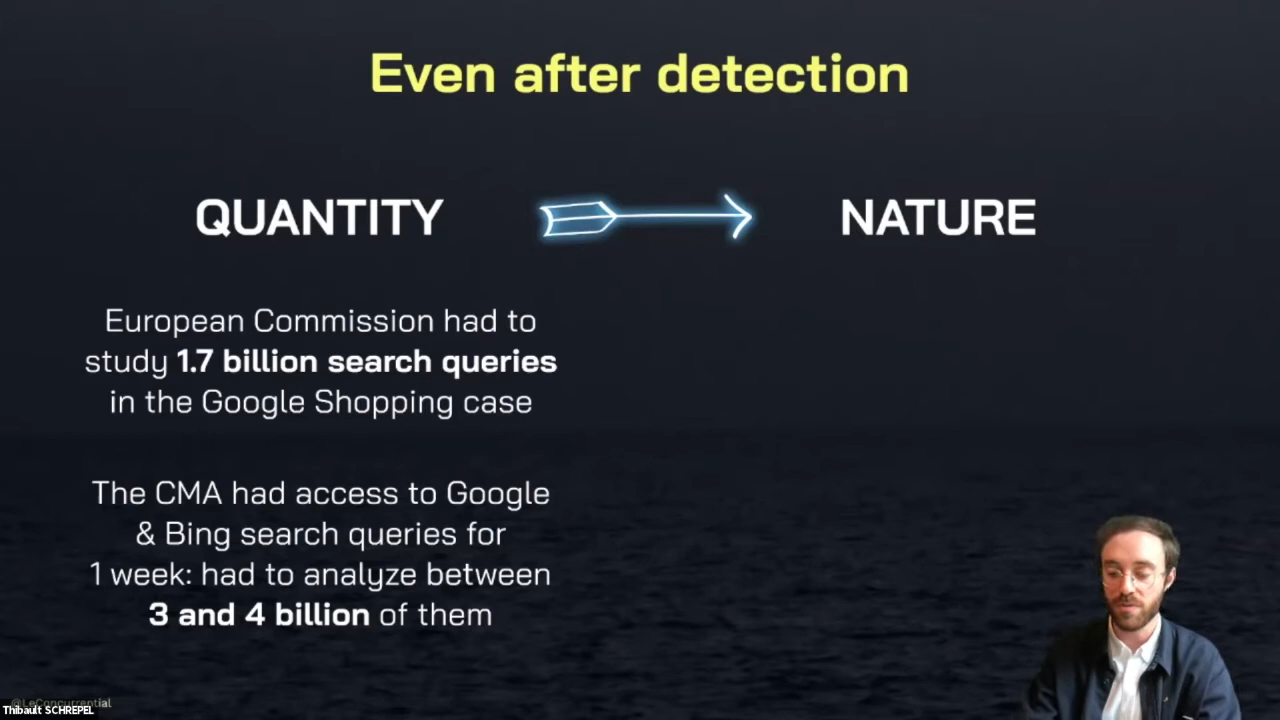 Even after detection
QUANTITY
NATURE
European Commission had to
study 1.7 billion search queries
in the Google Shopping case
The CMA had access to Google
& Bing search queries for
1 week: had to analyze between
3 and 4 billion of them
@LeConcurrential
Thibault SCHREPEL